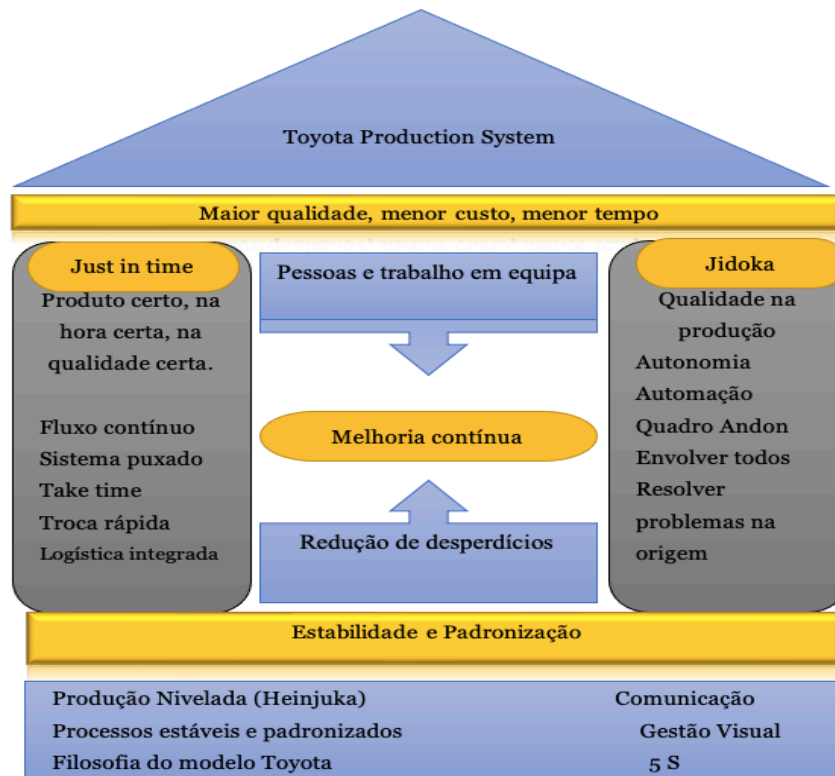 Toyota Production System
Maior qualidade, menor custo, menor tempo
Just in time
Produto certo, na
hora certa, na
qualidade certa.
Fluxo contínuo
Sistema puxado
Take time
Troca rápida
Logística integrada
Pessoas e trabalho em equipa
Melhoria contínua
Redução de desperdícios
Jidoka
Qualidade na
produção
Autonomia
Automação
Quadro Andon
Envolver todos
Resolver
problemas na
origem
Estabilidade e Padronização
Produção Nivelada (Heinjuka)
Comunicação
Processos estáveis e padronizados
Gestão Visual
Filosofia do modelo Toyota
5 S